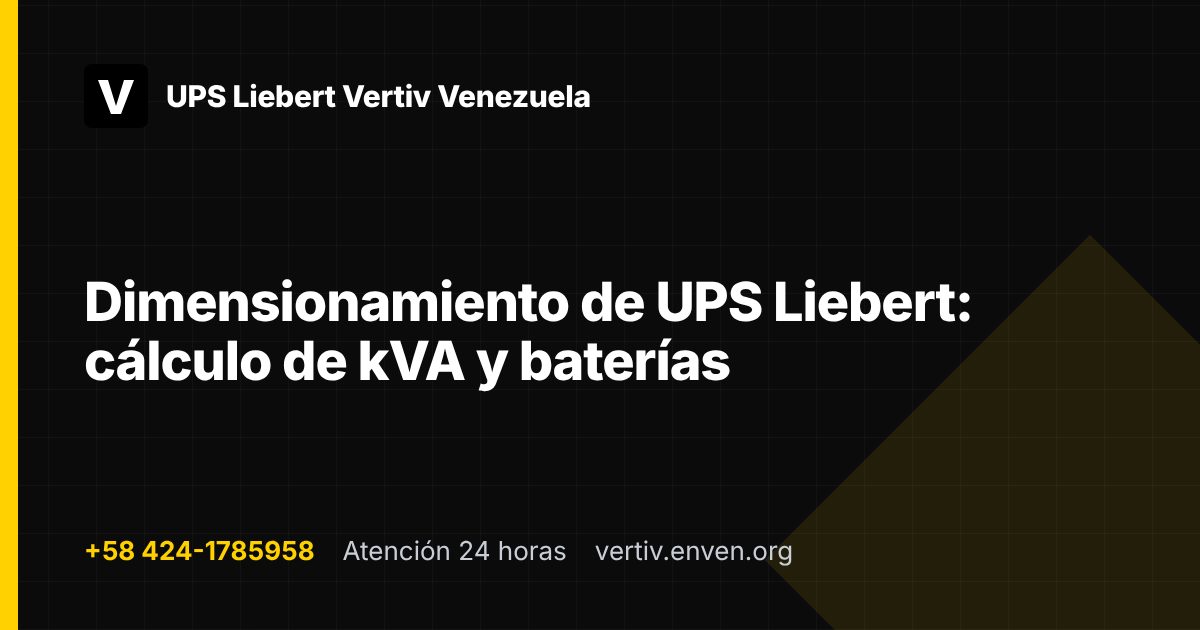 V
UPS Liebert Vertiv Venezuela
Dimensionamiento de UPS Liebert:
cálculo de kVA y baterías
+58 424-1785958 Atención 24 horas vertiv.enven.org